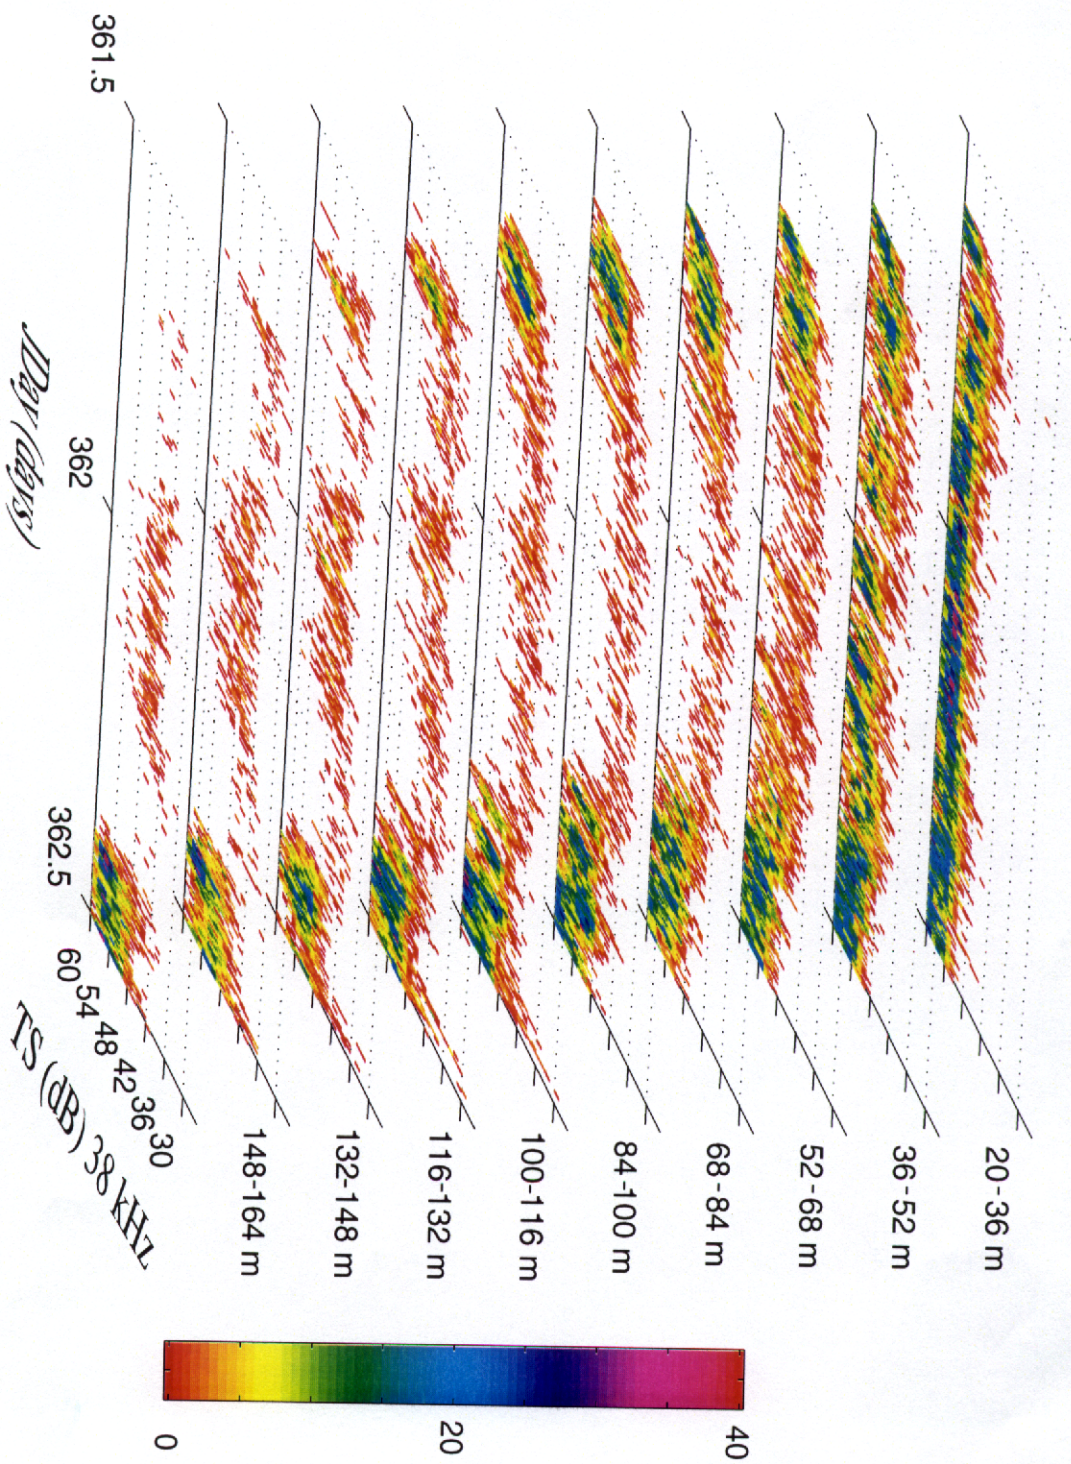 20-36 m
36-52 m
52-68 m
68-84 m
84-100 m
100-116 m
116-132 m
132-148 m
148-164 m
361.5
362
362.5
JDay (days)
60 54 48 42 36 30
TS (dB) 38 kHz
0 20 40